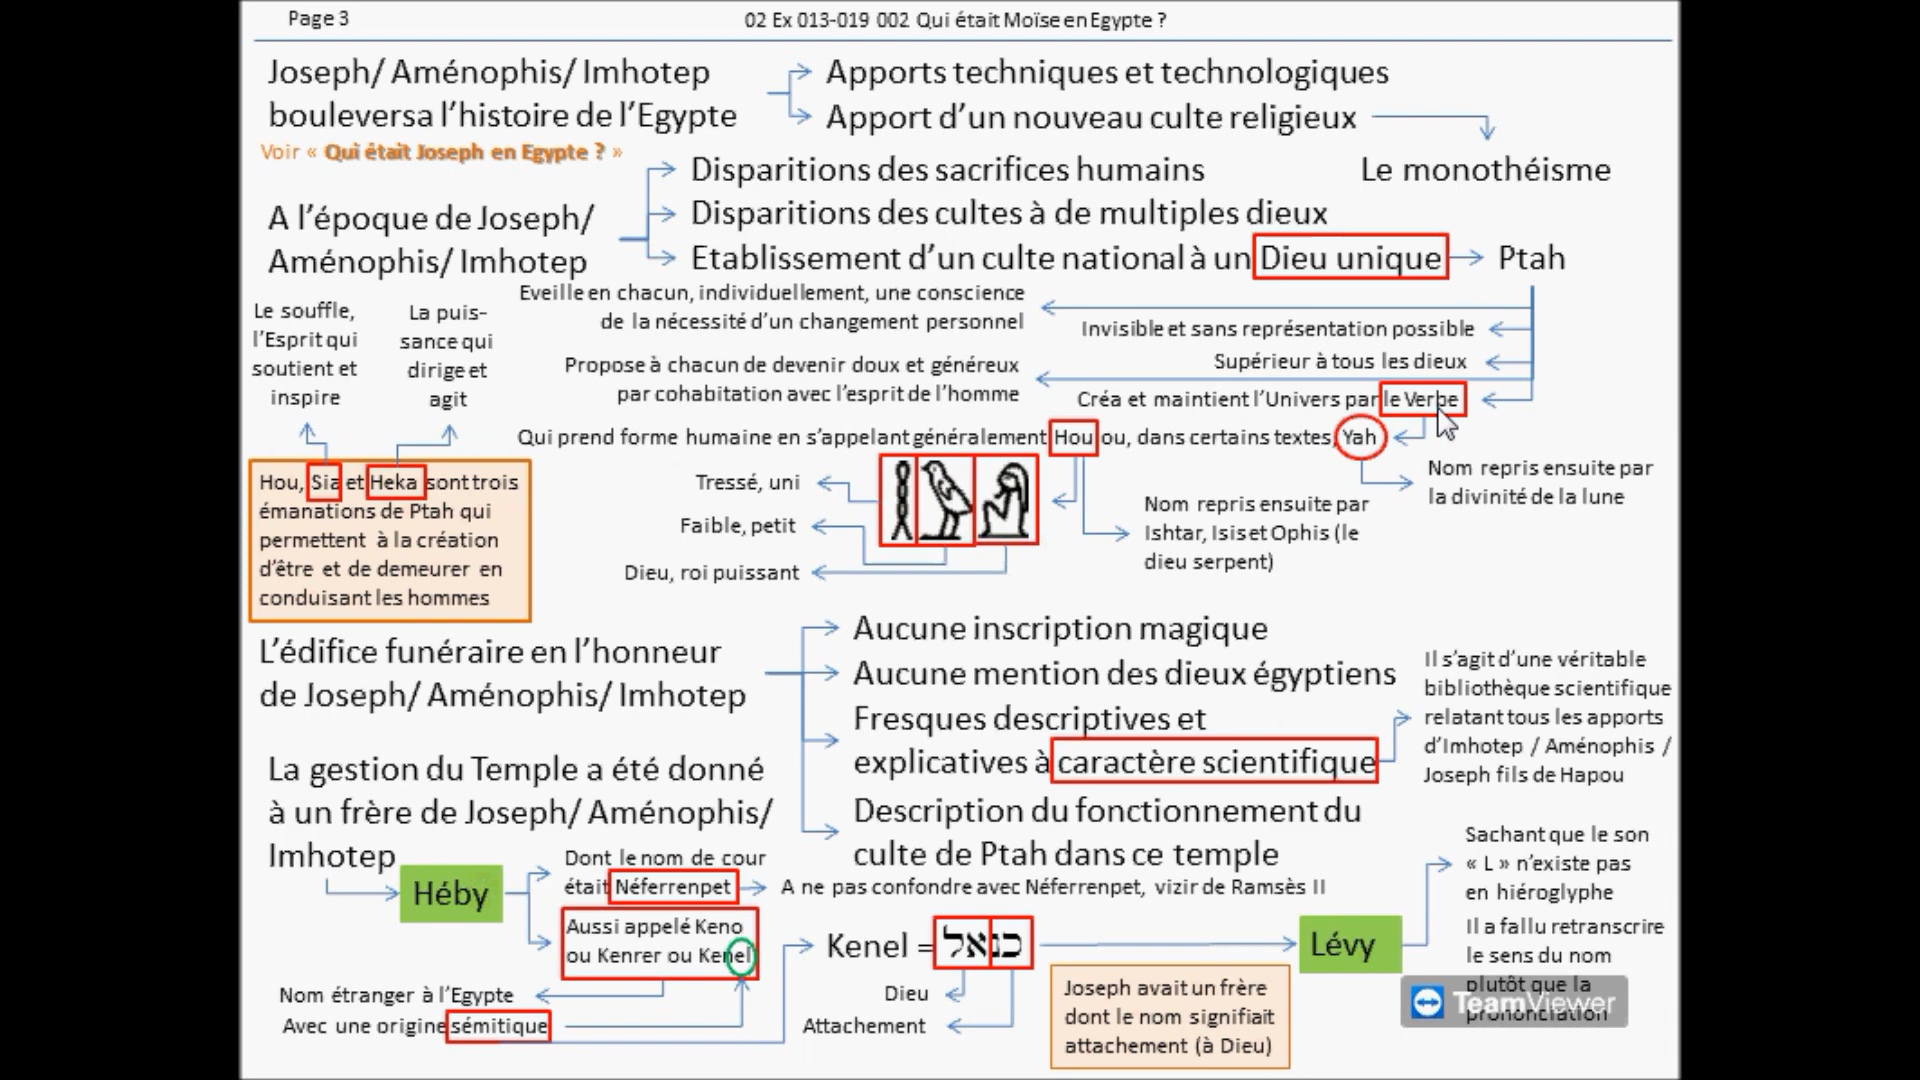 Page 3
02 Ex 013-019 002 Qui était Moïse en Egypte ?
Joseph/ Aménophis/ Imhotep
bouleversa l'histoire de l'Egypte
Apports techniques et technologiques
Apport d'un nouveau culte religieux
Voir « Qui était Joseph en Egypte ? »
Le monothéisme
A l'époque de Joseph/
Aménophis/ Imhotep
Disparitions des sacrifices humains
Disparitions des cultes à de multiples dieux
Etablissement d'un culte national à un Dieu unique
Ptah
Eveille en chacun, individuellement, une conscience
de la nécessité d'un changement personnel
Invisible et sans représentation possible
Supérieur à tous les dieux
Propose à chacun de devenir doux et généreux
par cohabitation avec l'esprit de l'homme
Créa et maintient l'Univers par le Verbe
Qui prend forme humaine en s'appelant généralement Hou ou, dans certains textes, Yah
Nom repris ensuite par
la divinité de la lune
Le souffle,
l'Esprit qui
soutient et
inspire
La puis-
sance qui
dirige et
agit
Hou, Sia et Heka sont trois
émanations de Ptah qui
permettent à la création
d'être et de demeurer en
conduisant les hommes
Tressé, uni
Faible, petit
Dieu, roi puissant
Nom repris ensuite par
Ishtar, Isis et Ophis (le
dieu serpent)
L'édifice funéraire en l'honneur
de Joseph/ Aménophis/ Imhotep
Aucune inscription magique
Aucune mention des dieux égyptiens
Fresques descriptives et
explicatives à caractère scientifique
Description du fonctionnement du
culte de Ptah dans ce temple
Il s'agit d'une véritable
bibliothèque scientifique
relatant tous les apports
d'Imhotep / Aménophis /
Joseph fils de Hapou
La gestion du Temple a été donné
à un frère de Joseph/ Aménophis/
Imhotep
Héby
Dont le nom de cour
était Néferrenpet
A ne pas confondre avec Néferrenpet, vizir de Ramsès II
Aussi appelé Keno
ou Kenrer ou Kenel
Nom étranger à l'Egypte
Avec une origine sémitique
Kenel = כנאל
Dieu
Attachement
Lévy
Joseph avait un frère
dont le nom signifiait
attachement (à Dieu)
Sachant que le son
« L » n'existe pas
en hiéroglyphe
Il a fallu retranscrire
le sens du nom
plutôt que la
prononciation
TeamViewer